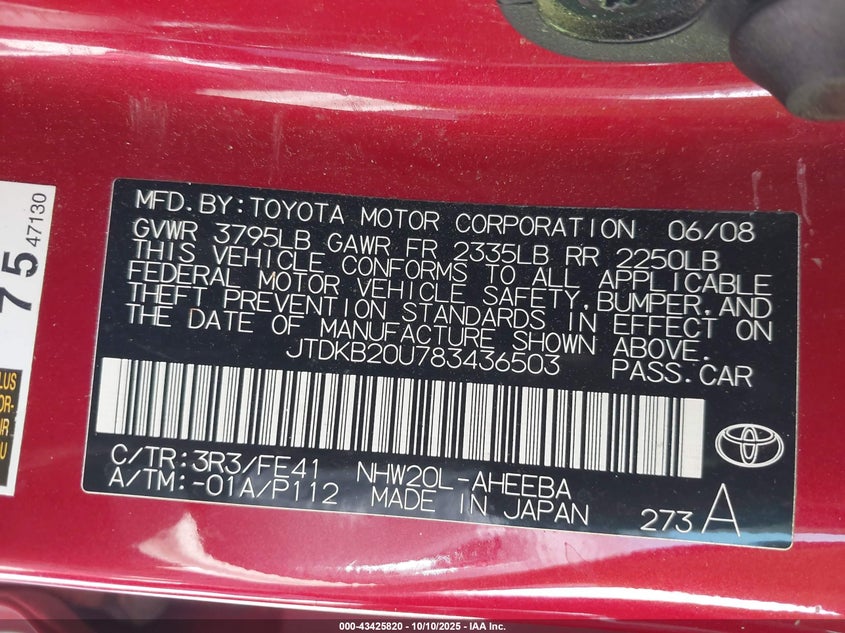 MFD.BY:TOYOTA MOTOR CORPORATION 06/08
GVWR 3795LB GAWR FR 2335LB RR 2250LB
THIS VEHICLE CONFORMS TO ALL APPLICABLE
FEDERAL MOTOR VEHICLE SAFETY,BUMPER,AND
THEFT PREVENTION STANDARDS IN EFFECT ON
THE DATE OF MANUFACTURE SHOWN ABOVE.
JTDKB20U783436503 PASS.CAR
C/TR:3R3/FE41 NHW20L-AHEEBA
A/TM:-01A/P112 MADE IN JAPAN 273 A
75
47130
PLUS
OR-
IR
U
000-43425820 - 10/10/2025 - IAA Inc.